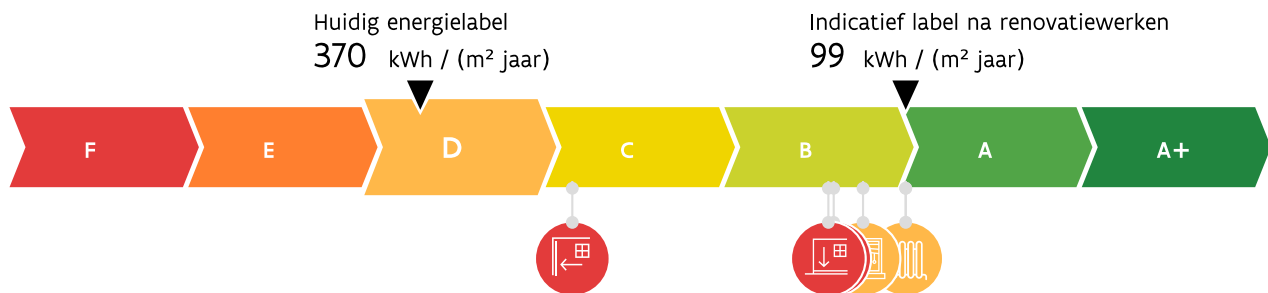 Huidig energielabel
370 kWh / (m² jaar)
Indicatief label na renovatiewerken
99 kWh / (m² jaar)
F E D C B A A+